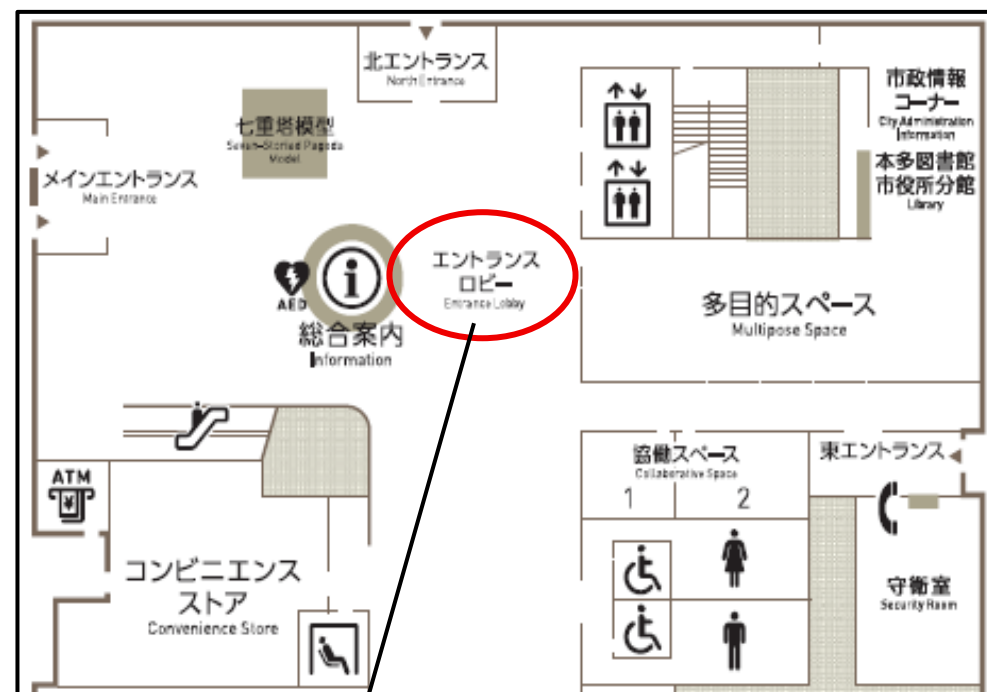 北エントランス
North Entrance
七重塔模型
Seven-Storied Pagoda
Model
市政情報
コーナー
City Administration
Information
本多図書館
市役所分館
Library
メインエントランス
Main Entrance
エントランス
ロビー
Entrance Lobby
AED
総合案内
Information
多目的スペース
Multipose Space
協働スペース
Collaborative Space
1
2
東エントランス
ATM
コンビニエンス
ストア
Convenience Store
守衛室
Security Room